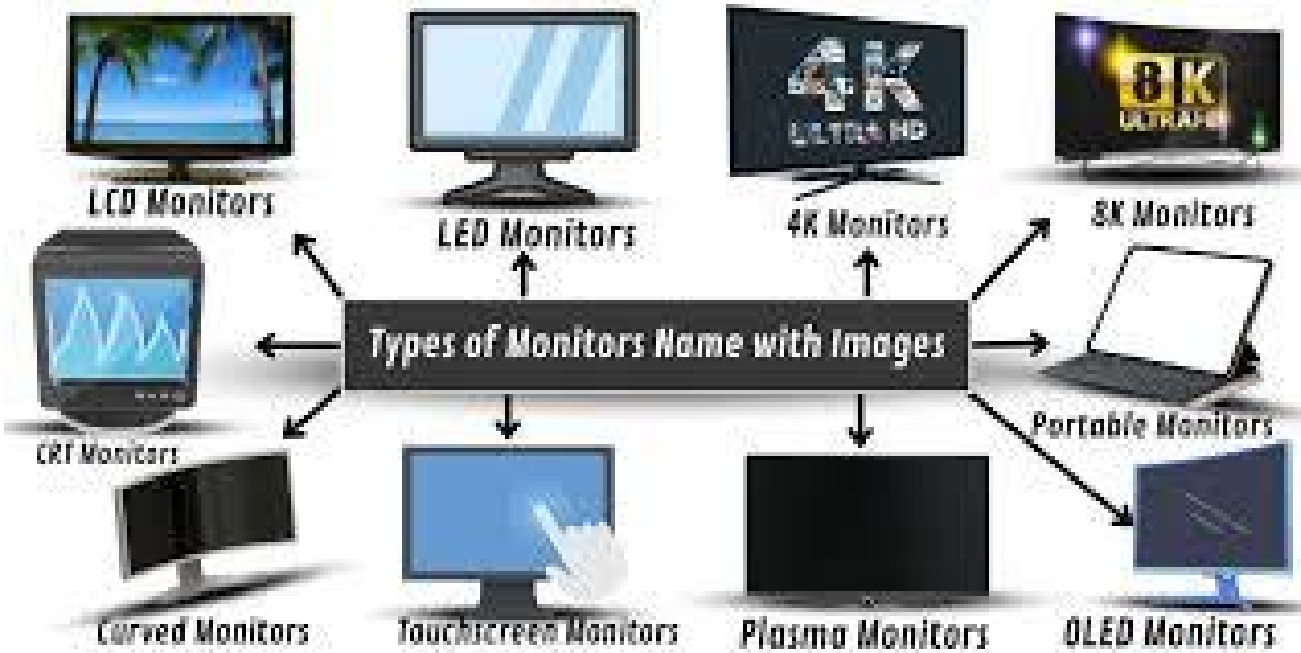 4K
ULTRA HD
8K
ULTRAHD
LCD Monitors
LED Monitors
4K Monitors
8K Monitors
Types of Monitors Name with Images
CRT Monitors
Portable Monitors
Curved Monitors
Touchscreen Monitors
Plasma Monitors
OLED Monitors